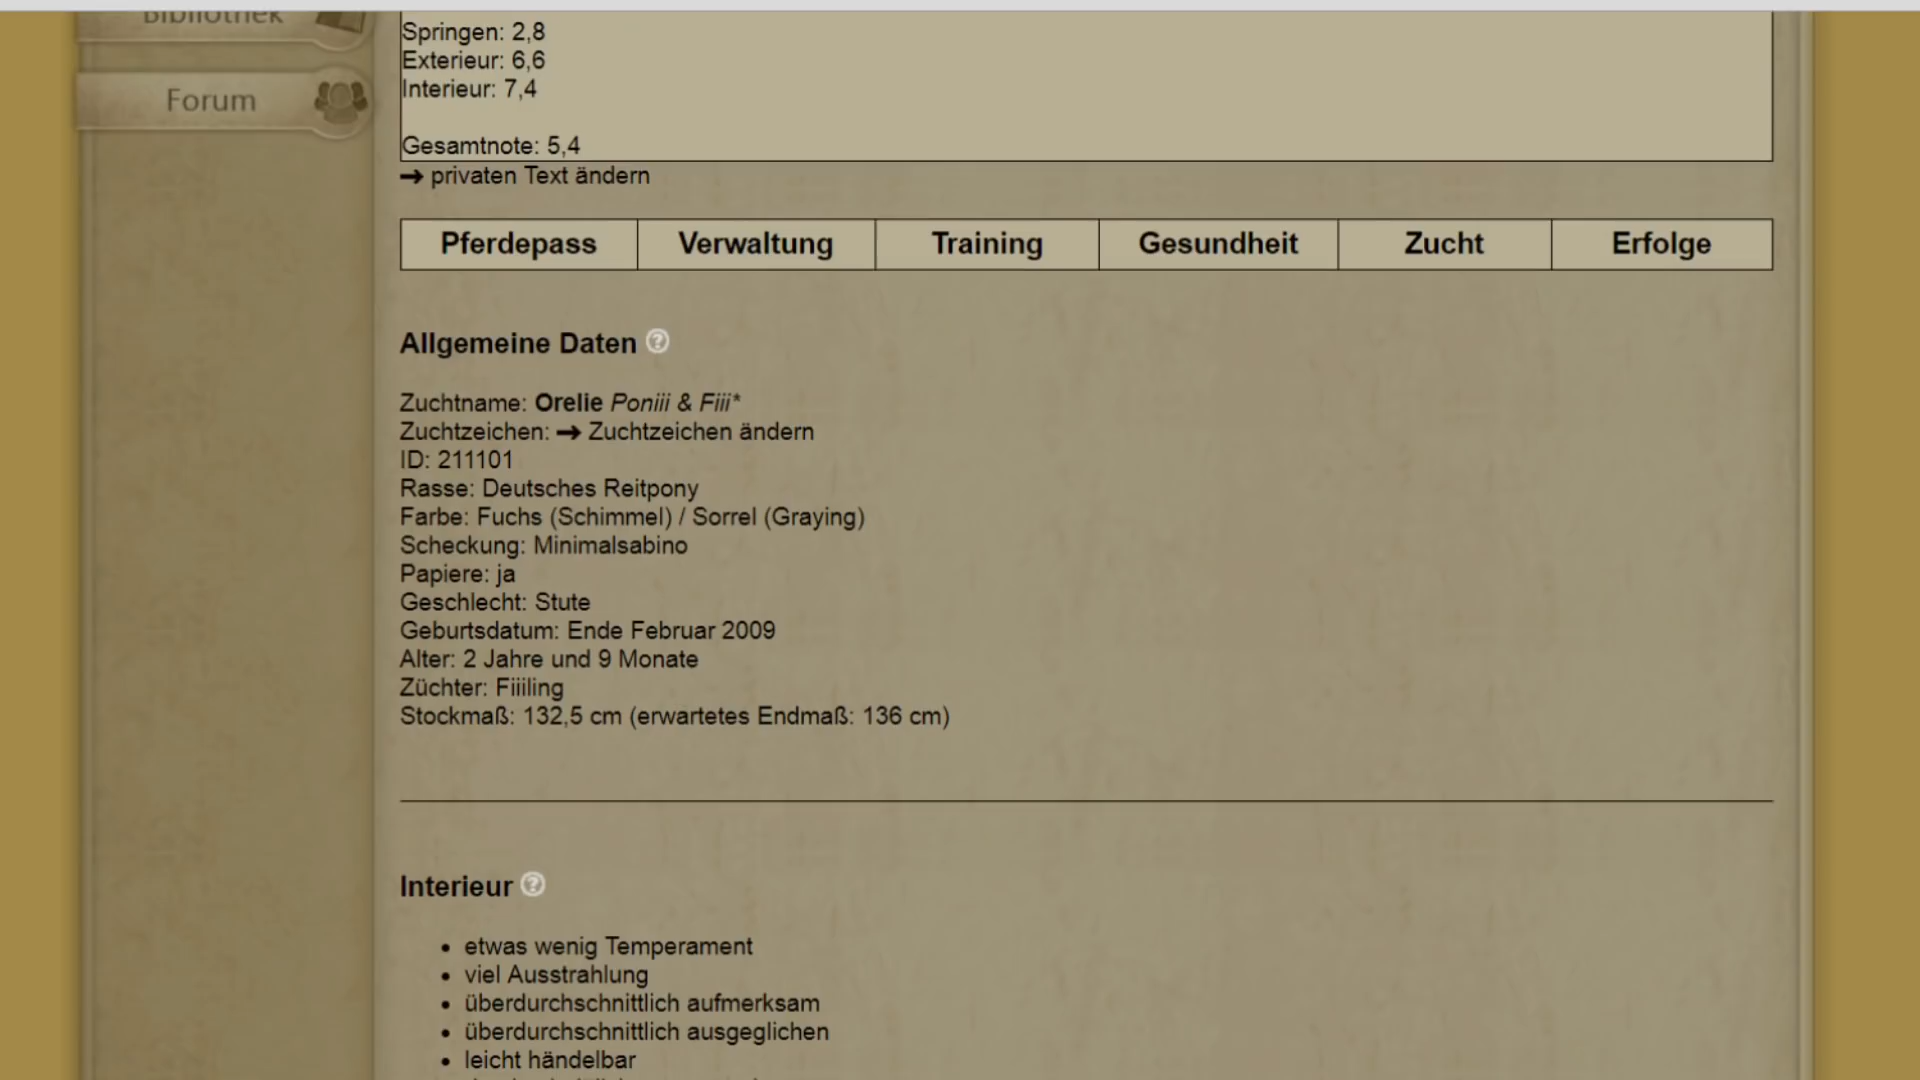 Bibliothek
Forum
Springen: 2,8
Exterieur: 6,6
Interieur: 7,4
Gesamtnote: 5,4
→ privaten Text ändern
Pferdepass Verwaltung Training Gesundheit Zucht Erfolge
Allgemeine Daten ?
Zuchtname: Orelie Poniii & Fiii*
Zuchtzeichen: → Zuchtzeichen ändern
ID: 211101
Rasse: Deutsches Reitpony
Farbe: Fuchs (Schimmel) / Sorrel (Graying)
Scheckung: Minimalsabino
Papiere: ja
Geschlecht: Stute
Geburtsdatum: Ende Februar 2009
Alter: 2 Jahre und 9 Monate
Züchter: Fiiiling
Stockmaß: 132,5 cm (erwartetes Endmaß: 136 cm)
Interieur ?
• etwas wenig Temperament
• viel Ausstrahlung
• überdurchschnittlich aufmerksam
• überdurchschnittlich ausgeglichen
• leicht händelbar